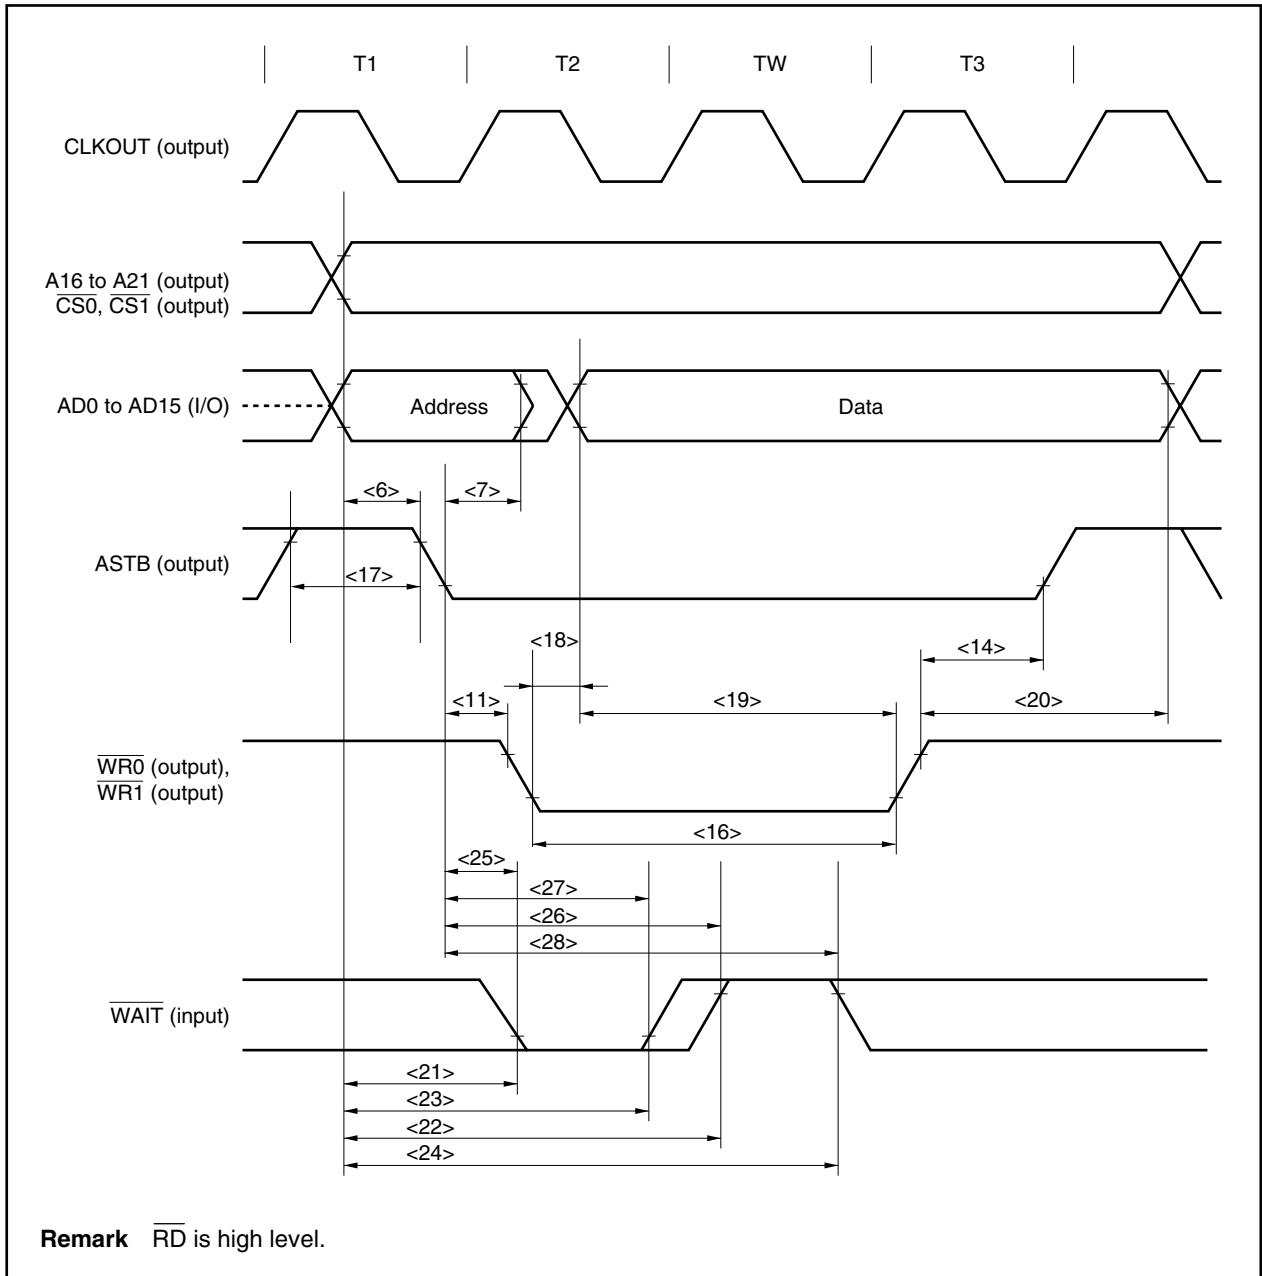 T1 T2 TW T3
CLKOUT (output)
A16 to A21 (output)
CS0, CS1 (output)
AD0 to AD15 (I/O)
Address
Data
<6>
<7>
ASTB (output)
<17>
<18>
<14>
<11>
<19>
<20>
WR0 (output),
WR1 (output)
<16>
<25>
<27>
<26>
<28>
WAIT (input)
<21>
<23>
<22>
<24>
Remark RD is high level.